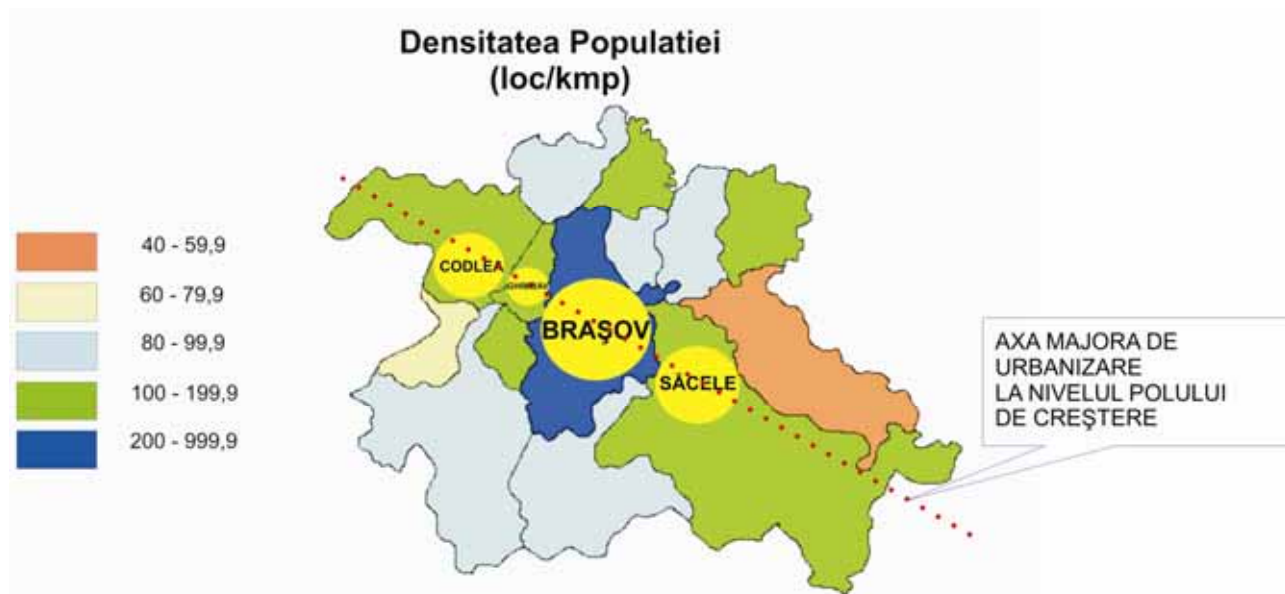 Densitatea Populatiei
(loc/kmp)
40 - 59,9
60 - 79,9
80 - 99,9
100 - 199,9
200 - 999,9
CODLEA
BRAŞOV
SĂCELE
AXA MAJORA DE
URBANIZARE
LA NIVELUL POLULUI
DE CREŞTERE